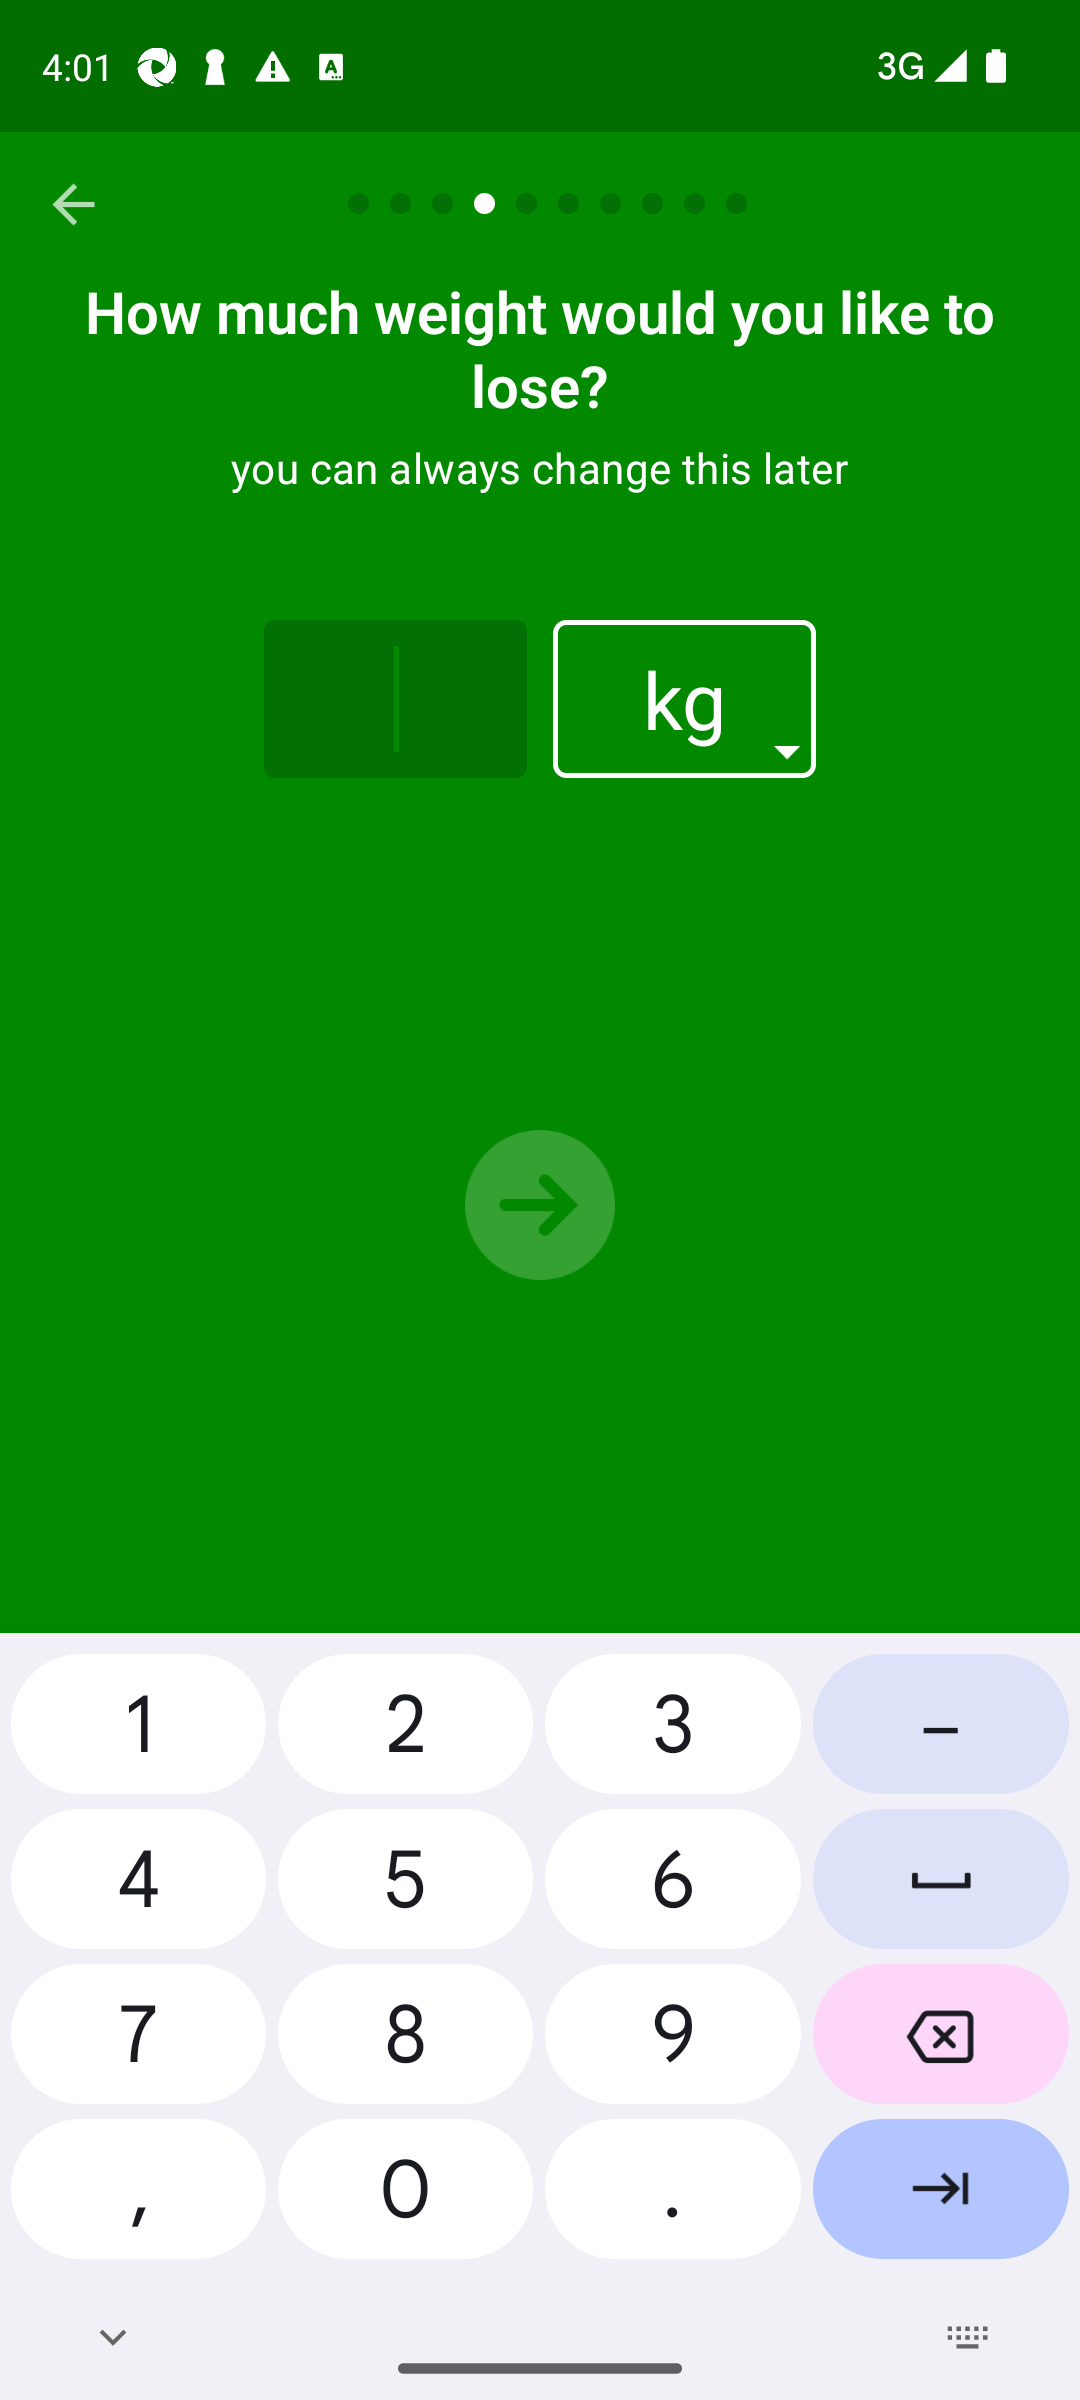 4:01
3G
How much weight would you like to
lose?
you can always change this later
kg
1 2 3 –
4 5 6
7 8 9
, 0 .